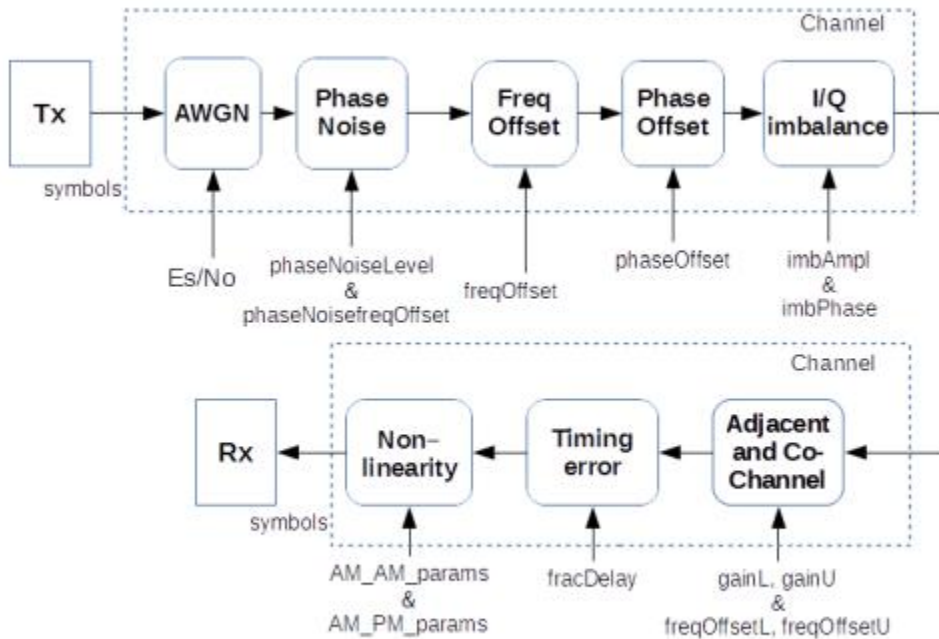 Channel
Tx
AWGN
Phase
Noise
Freq
Offset
Phase
Offset
I/Q
imbalance
symbols
Es/No
phaseNoiseLevel
&
phaseNoisefreqOffset
freqOffset
phaseOffset
imbAmpl
&
imbPhase
Channel
Rx
Non-
linearity
Timing
error
Adjacent
and Co-
Channel
symbols
AM_AM_params
&
AM_PM_params
fracDelay
gainL, gainU
&
freqOffsetL, freqOffsetU